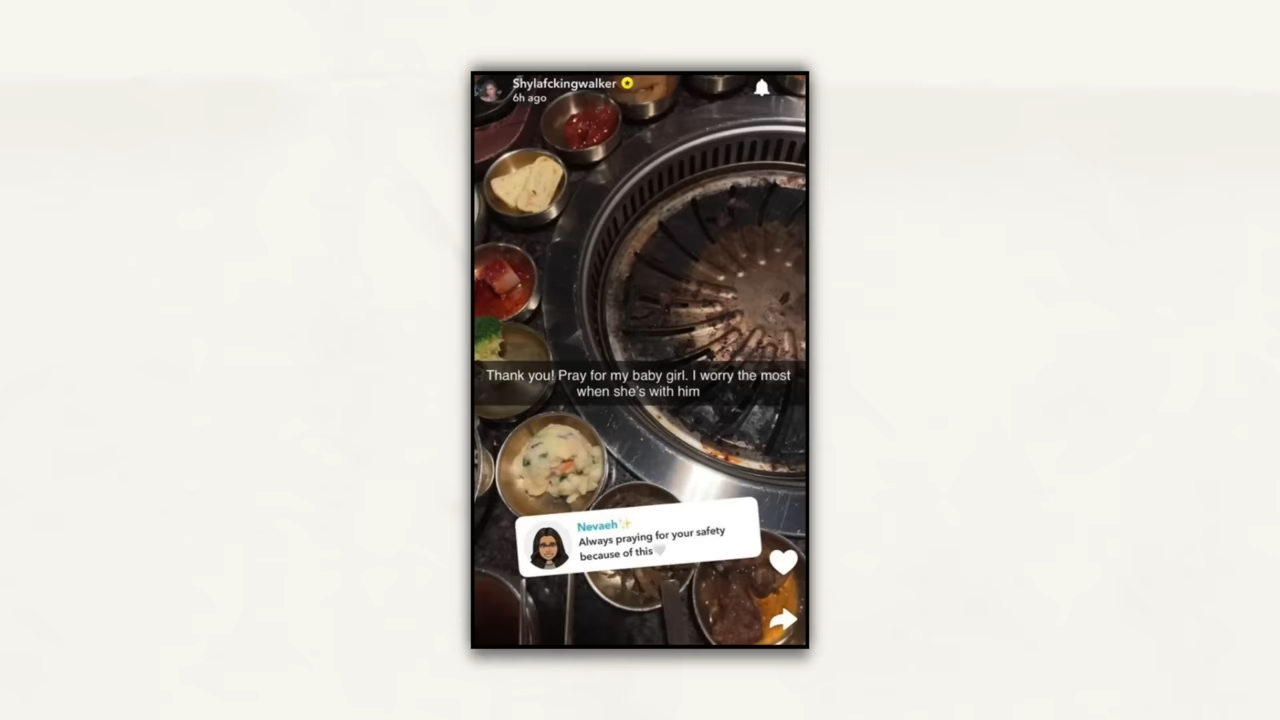 Shylafckingwalker
6h ago
Thank you! Pray for my baby girl. I worry the most
when she's with him
Nevaeh✨
Always praying for your safety
because of this🤍